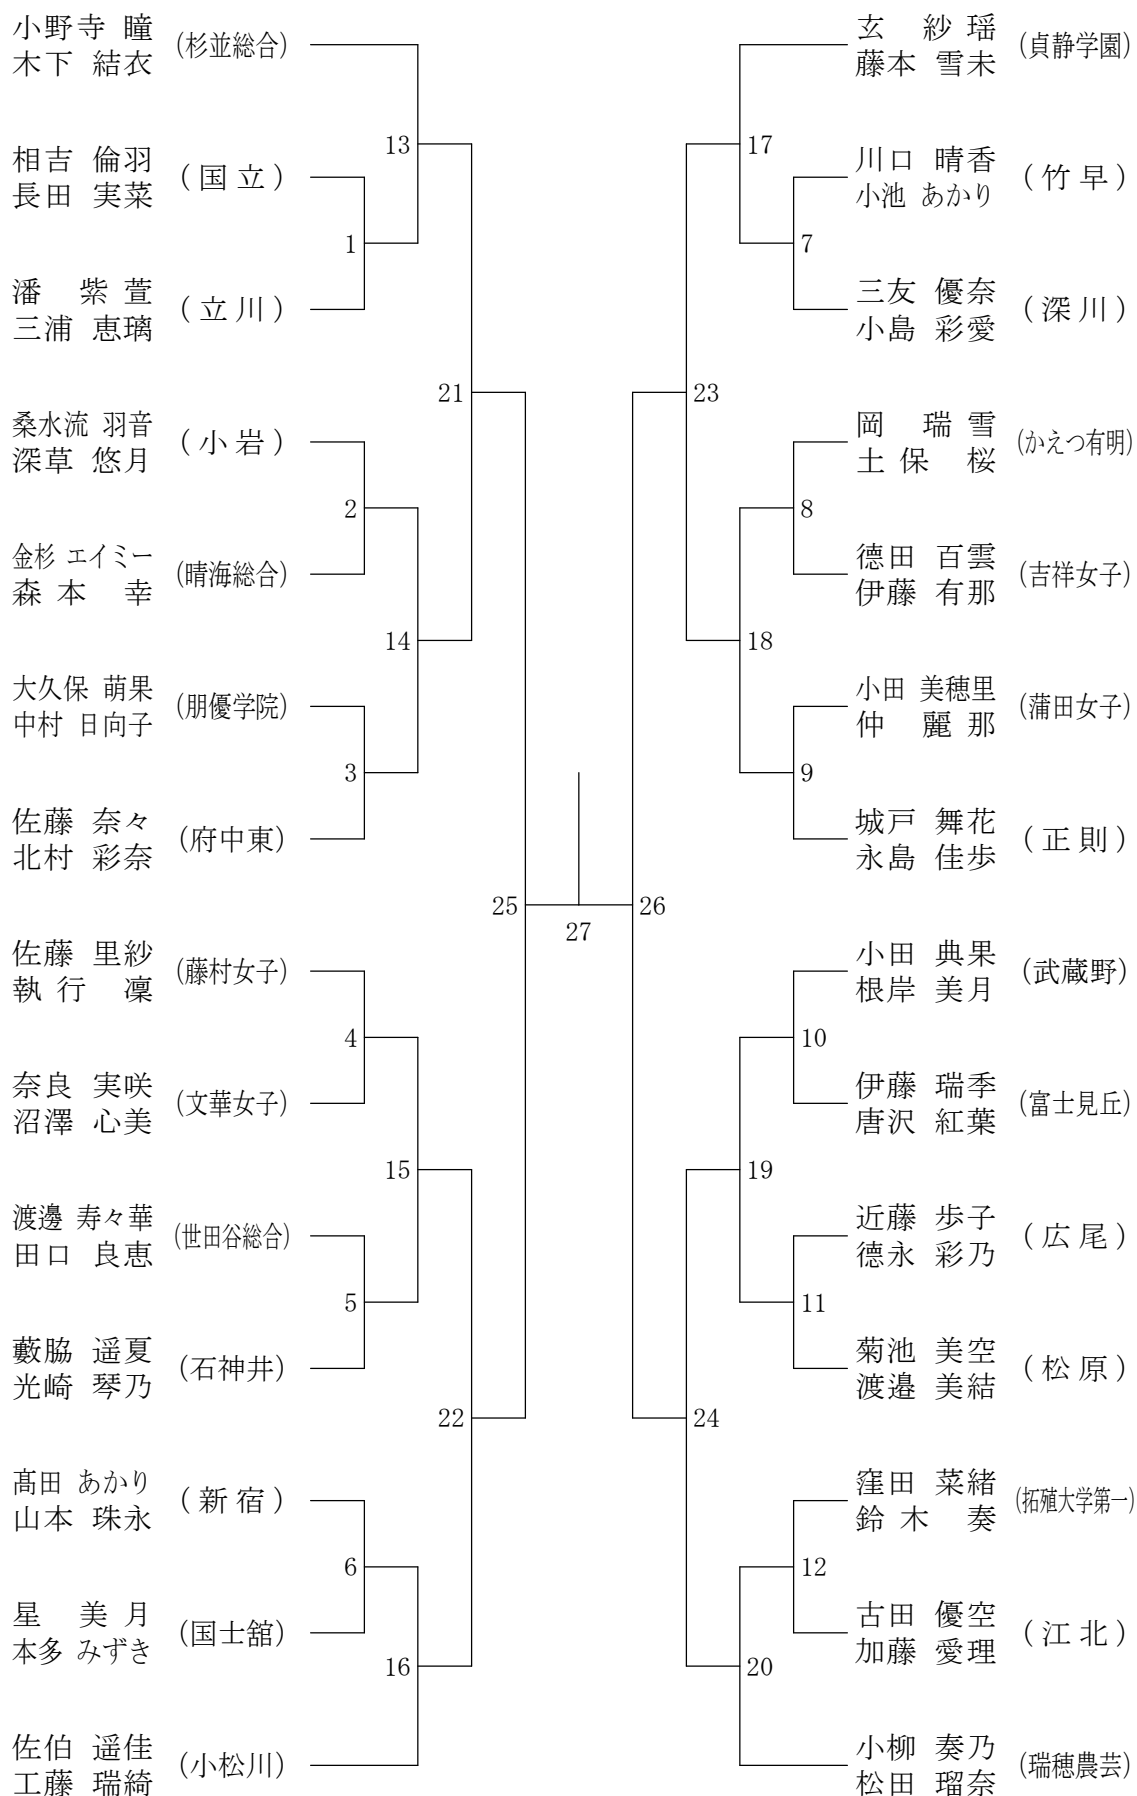 小野寺 瞳
木下 結衣
(杉並総合)
相吉 倫羽
長田 実菜
(国立)
潘 紫萱
三浦 恵璃
(立川)
桑水流 羽音
深草 悠月
(小岩)
金杉 エイミー
森本 幸
(晴海総合)
大久保 萌果
中村 日向子
(朋優学院)
佐藤 奈々
北村 彩奈
(府中東)
佐藤 里紗
執行 凜
(藤村女子)
奈良 実咲
沼澤 心美
(文華女子)
渡邊 寿々華
田口 良恵
(世田谷総合)
藪脇 遥夏
光崎 琴乃
(石神井)
髙田 あかり
山本 珠永
(新宿)
星 美月
本多 みずき
(国士舘)
佐伯 遥佳
工藤 瑞綺
(小松川)
13
1
21
2
14
3
25
4
15
5
22
6
16
27
17
7
23
8
18
9
26
10
19
11
24
12
20
玄 紗瑶
藤本 雪未
(貞静学園)
川口 晴香
小池 あかり
(竹早)
三友 優奈
小島 彩愛
(深川)
岡 瑞雪
土保 桜
(かえつ有明)
德田 百雲
伊藤 有那
(吉祥女子)
小田 美穂里
仲 麗那
(蒲田女子)
城戸 舞花
永島 佳歩
(正則)
小田 典果
根岸 美月
(武蔵野)
伊藤 瑞季
唐沢 紅葉
(富士見丘)
近藤 歩子
德永 彩乃
(広尾)
菊池 美空
渡邉 美結
(松原)
窪田 菜緒
鈴木 奏
(拓殖大学第一)
古田 優空
加藤 愛理
(江北)
小柳 奏乃
松田 瑠奈
(瑞穂農芸)